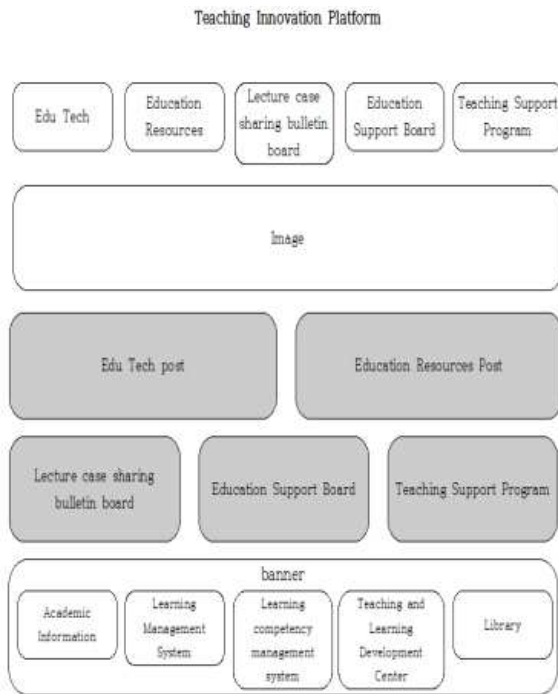 Teaching Innovation Platform
Edu Tech
Education
Resources
Lecture case
sharing bulletin
board
Education
Support Board
Teaching Support
Program
Image
Edu Tech post
Education Resources Post
Lecture case sharing
bulletin board
Education Support Board
Teaching Support Program
banner
Academic
Information
Learning
Management
System
Learning
competency
management
system
Teaching and
Learning
Development
Center
Library